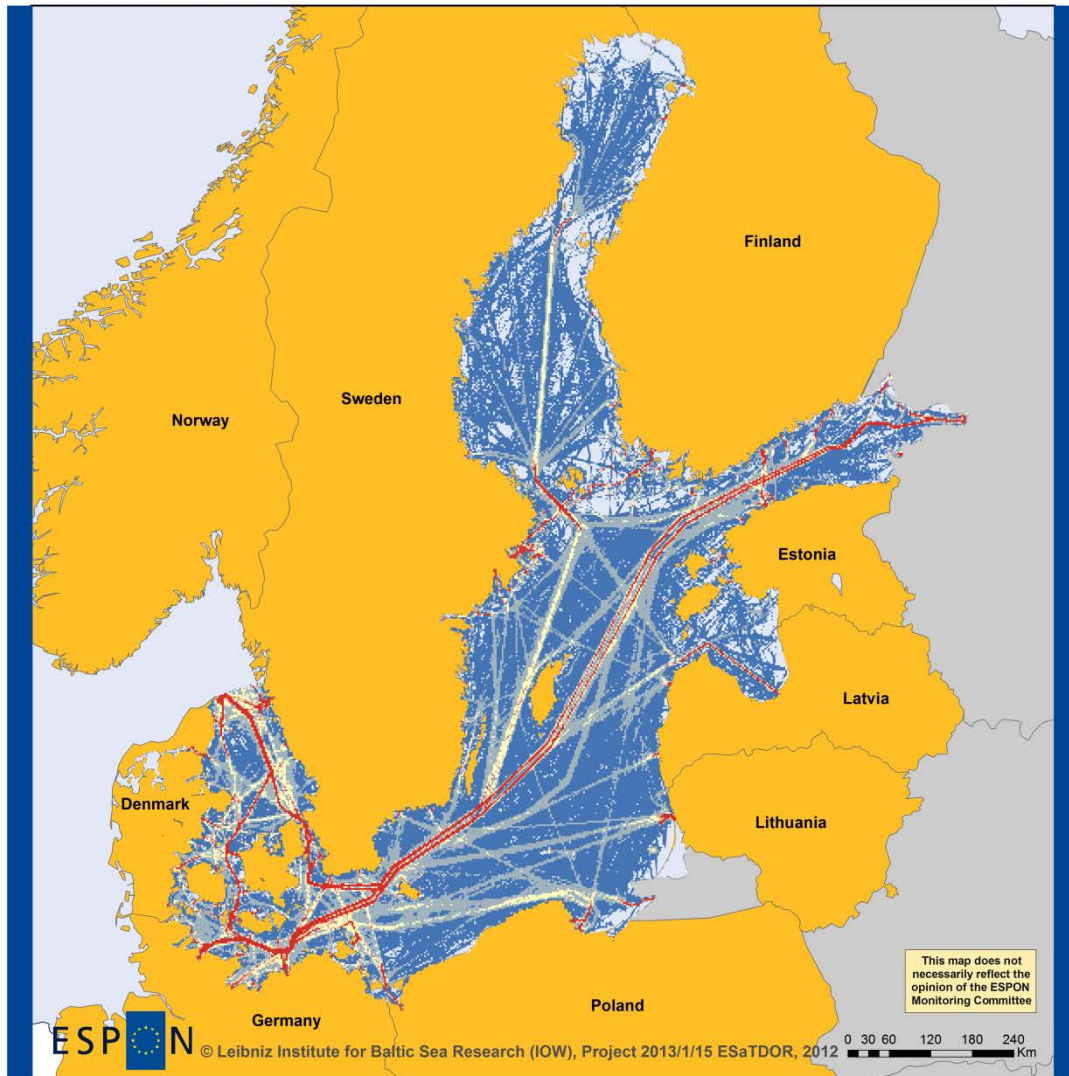 Finland
Norway
Sweden
Estonia
Latvia
Denmark
Lithuania
This map does not
necessarily reflect the
opinion of the ESPON
Monitoring Committee
Poland
Germany
ESPON
© Leibniz Institute for Baltic Sea Research (IOW), Project 2013/1/15 ESaTDOR, 2012
0 30 60 120 180 240
Km